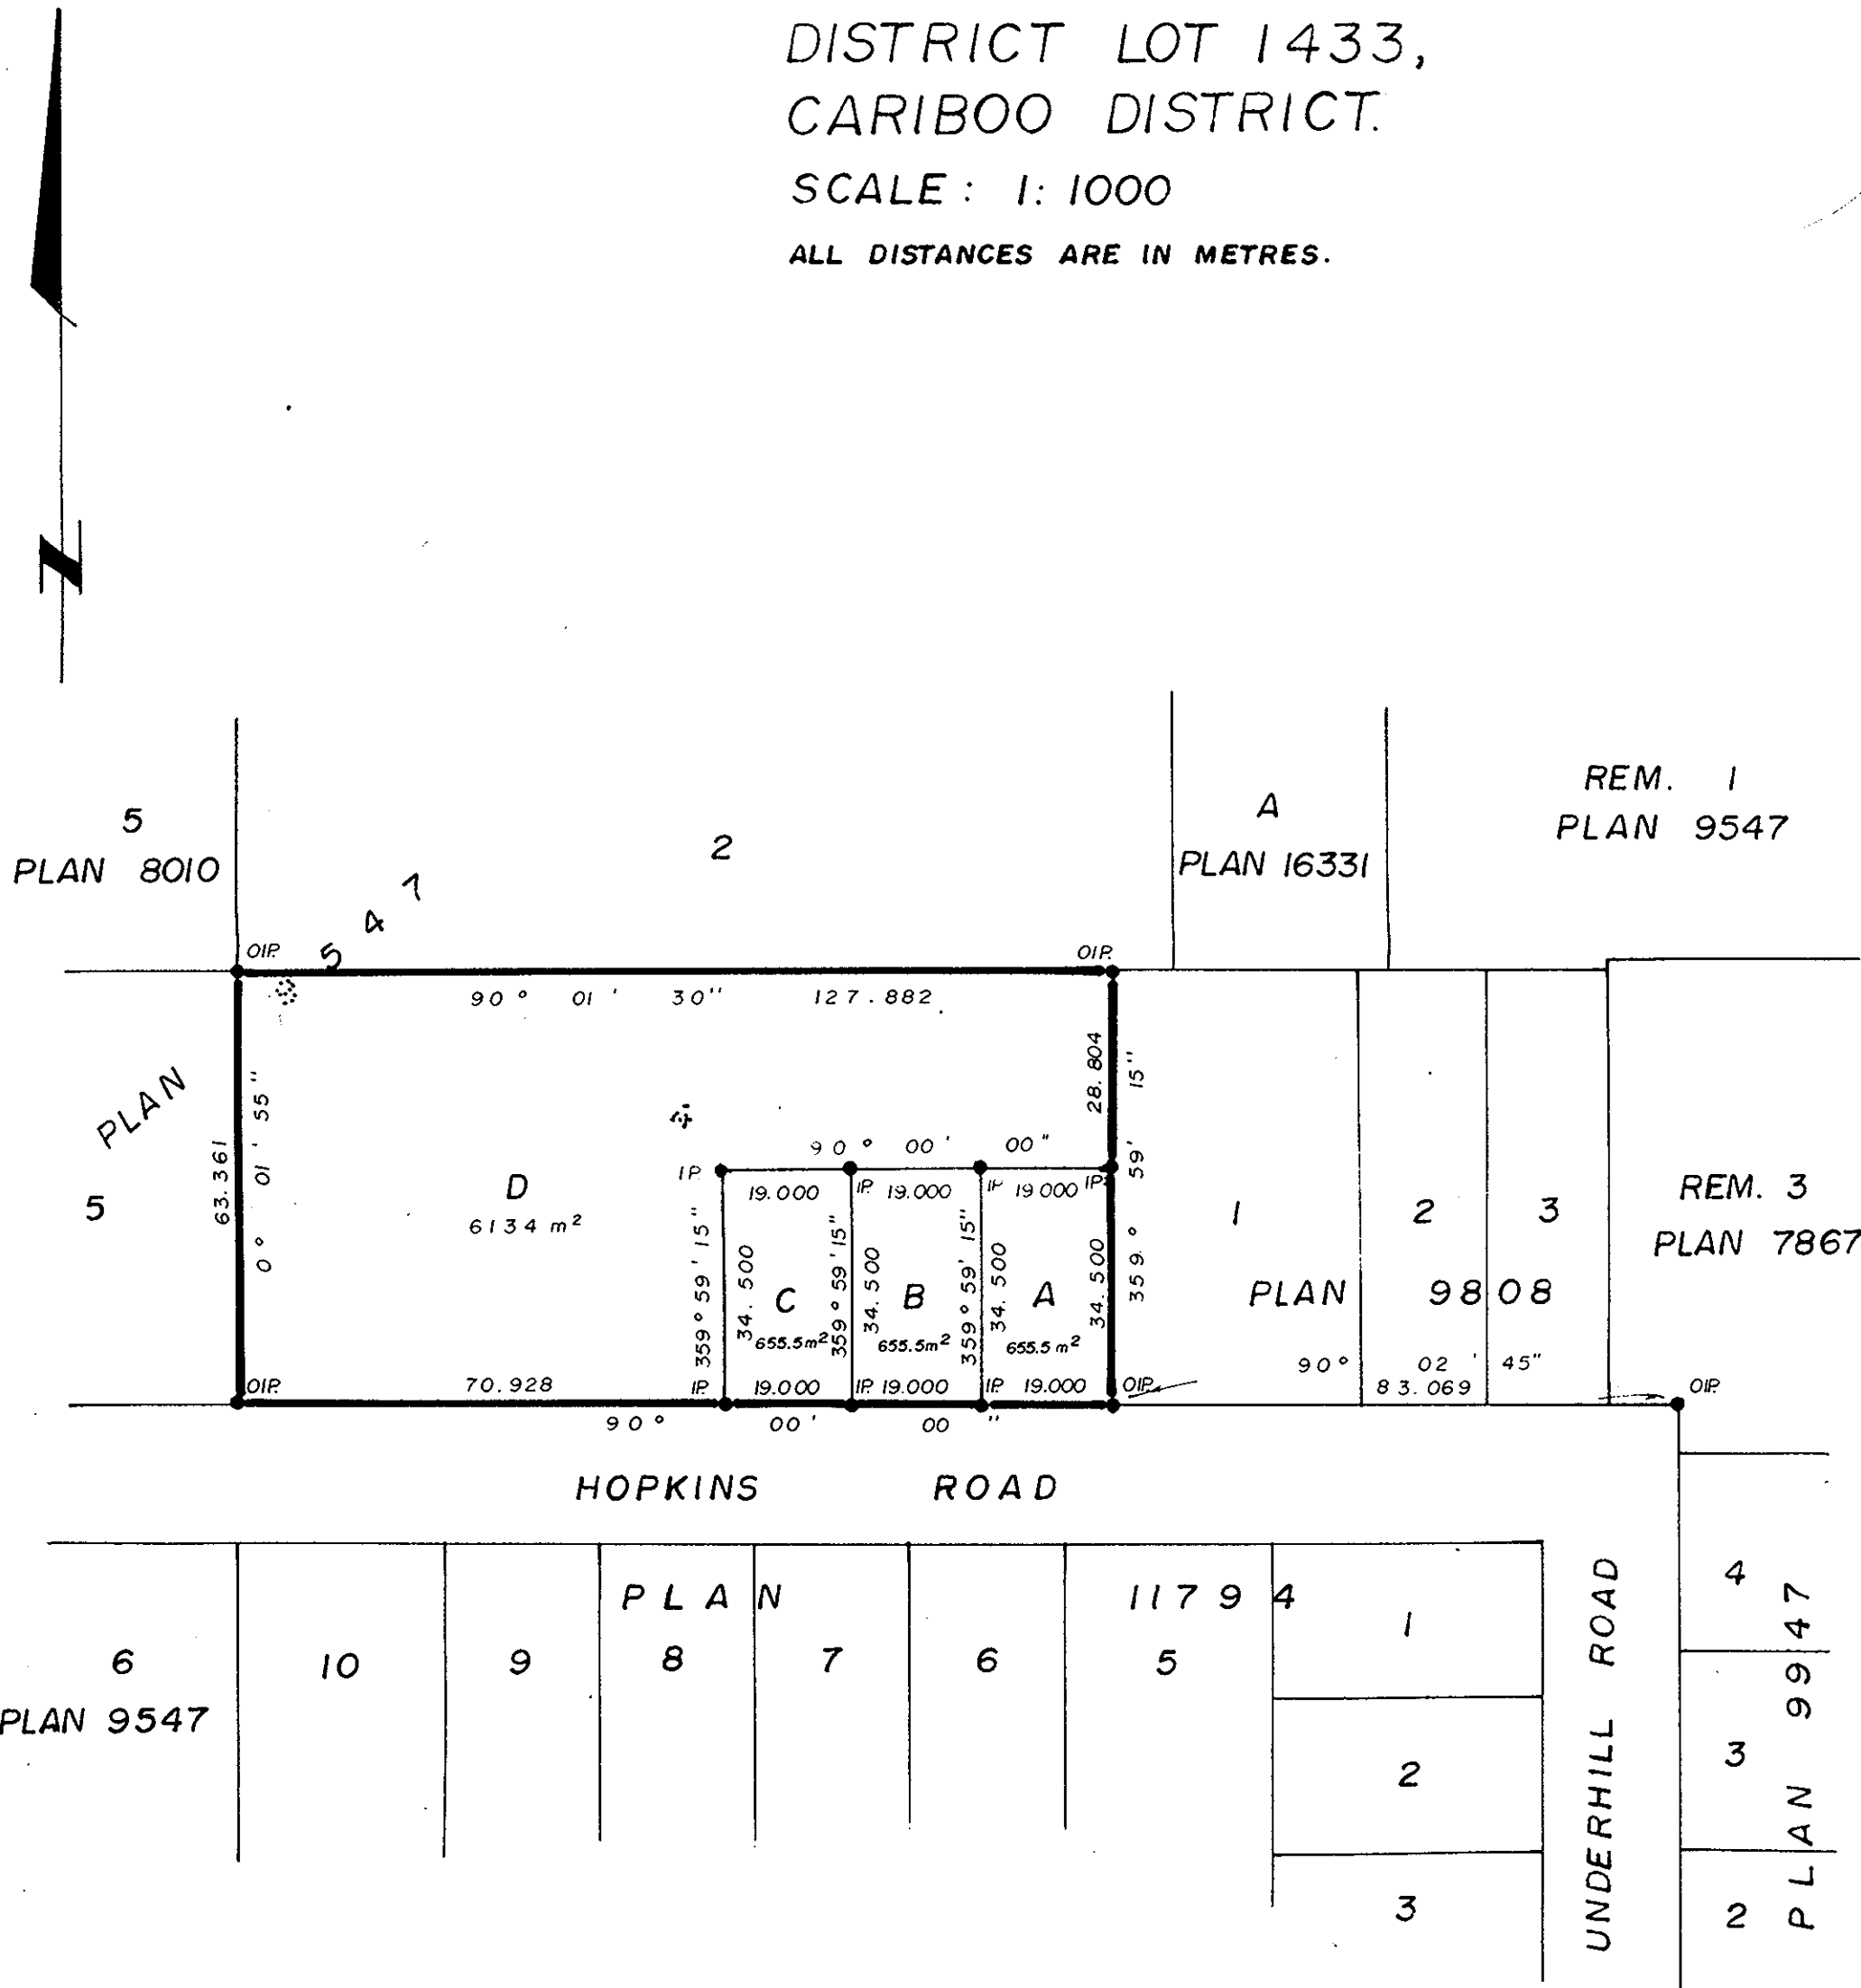 DISTRICT LOT 1433,
CARIBOO DISTRICT.
SCALE : 1: 1000
ALL DISTANCES ARE IN METRES.
N
5
PLAN 8010
2
A
PLAN 16331
REM. 1
PLAN 9547
5 4 7
OIP.
OIP.
90° 01' 30" 127.882
PLAN
5
63.361
0° 01' 55"
28.804
359° 59' 15"
4
90° 00' 00"
D
6134 m²
IP.
19.000
IP.
19.000
IP
19 000
IP.
359° 59' 15"
34.500
C
655.5m²
359° 59' 15"
34.500
B
655.5m²
359° 59' 15"
34.500
A
655.5 m²
34.500
1
2
3
PLAN 9808
REM. 3
PLAN 7867
90° 02' 45"
83.069
OIP.
OIP.
70.928
IP.
19.000
IP.
19.000
IP.
19.000
OIP.
90° 00' 00"
HOPKINS ROAD
PLAN 11794
6
PLAN 9547
10
9
8
7
6
5
1
2
3
UNDERHILL ROAD
4
3
2
PLAN 9947